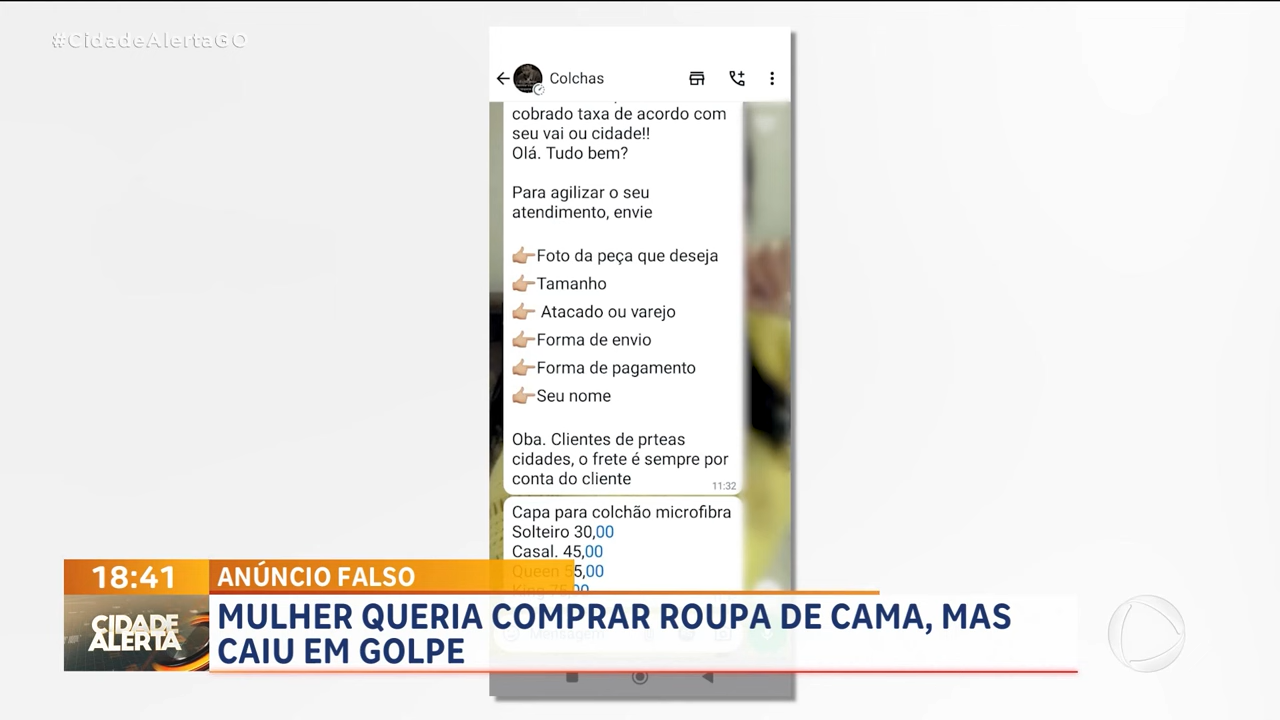 #CidadeAlertaGO
Colchas
cobrado taxa de acordo com
seu vai ou cidade!!
Olá. Tudo bem?
Para agilizar o seu
atendimento, envie
👉🏼Foto da peça que deseja
👉🏼Tamanho
👉🏼 Atacado ou varejo
👉🏼Forma de envio
👉🏼Forma de pagamento
👉🏼Seu nome
Oba. Clientes de prteas
cidades, o frete é sempre por
conta do cliente
11:32
Capa para colchão microfibra
Solteiro 30,00
Casal. 45,00
Queen 55,00
Mensagem
18:41
ANÚNCIO FALSO
CIDADE
ALERTA
MULHER QUERIA COMPRAR ROUPA DE CAMA, MAS
CAIU EM GOLPE